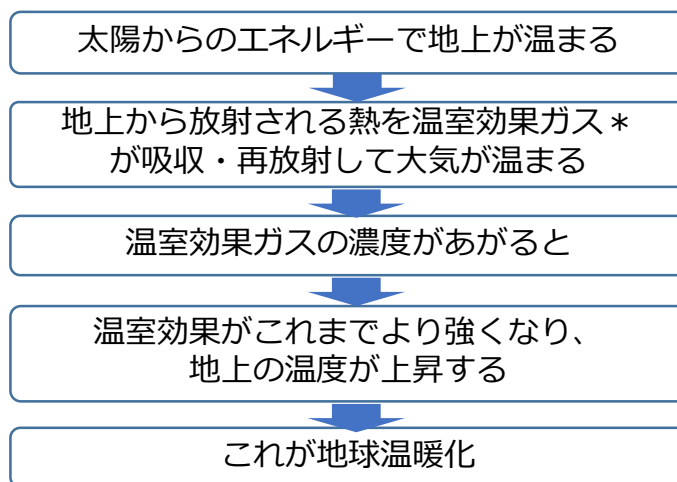 太陽からのエネルギーで地上が温まる
地上から放射される熱を温室効果ガス＊
が吸収・再放射して大気が温まる
温室効果ガスの濃度があがると
温室効果がこれまでより強くなり、
地上の温度が上昇する
これが地球温暖化